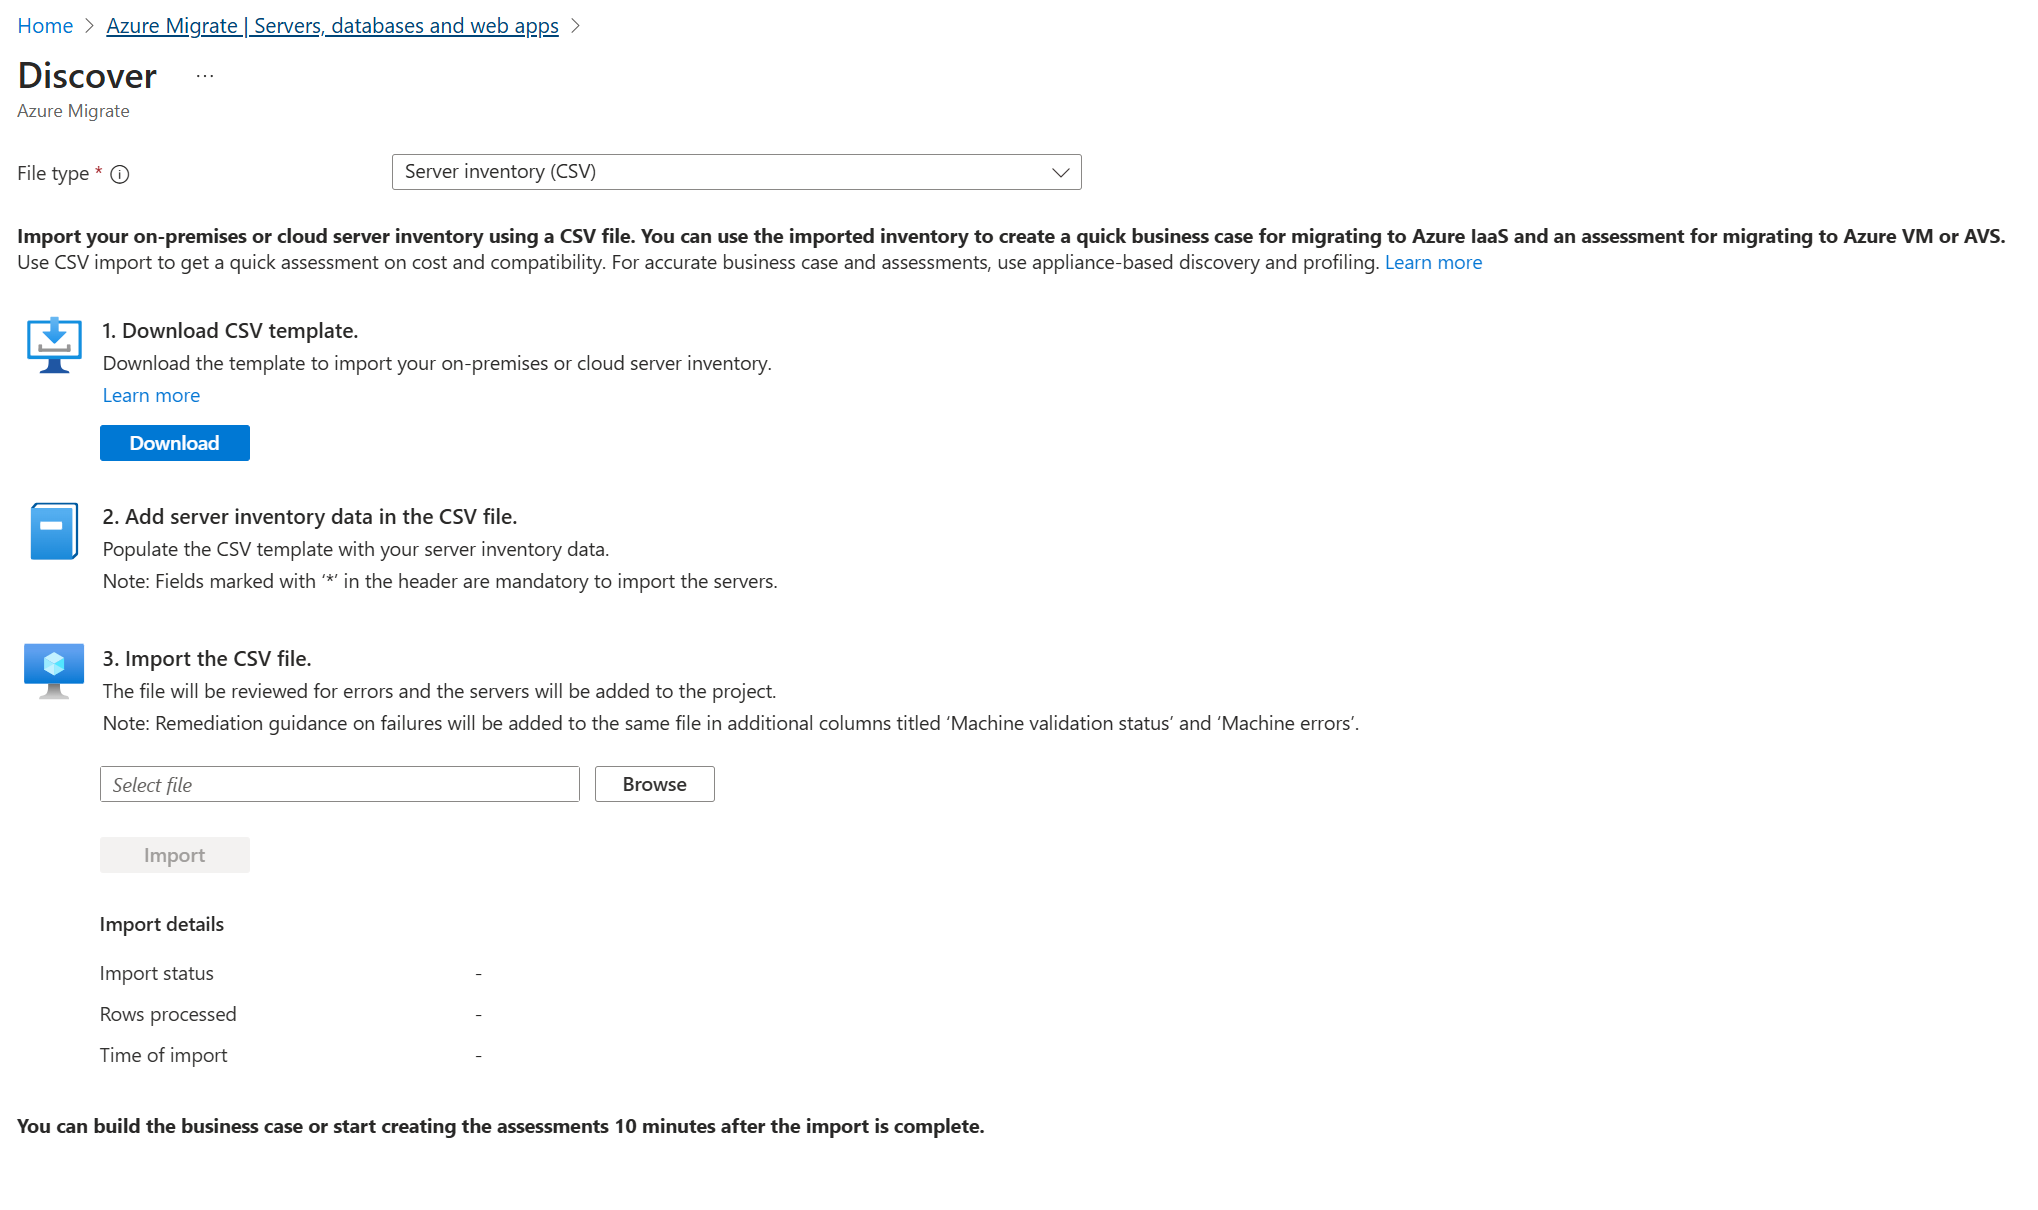 Home > Azure Migrate | Servers, databases and web apps >
Discover ...
Azure Migrate
File type * Server inventory (CSV)
Import your on-premises or cloud server inventory using a CSV file. You can use the imported inventory to create a quick business case for migrating to Azure IaaS and an assessment for migrating to Azure VM or AVS.
Use CSV import to get a quick assessment on cost and compatibility. For accurate business case and assessments, use appliance-based discovery and profiling. Learn more
1. Download CSV template.
Download the template to import your on-premises or cloud server inventory.
Learn more
Download
2. Add server inventory data in the CSV file.
Populate the CSV template with your server inventory data.
Note: Fields marked with ‘*’ in the header are mandatory to import the servers.
3. Import the CSV file.
The file will be reviewed for errors and the servers will be added to the project.
Note: Remediation guidance on failures will be added to the same file in additional columns titled ‘Machine validation status’ and ‘Machine errors’.
Select file Browse
Import
Import details
Import status -
Rows processed -
Time of import -
You can build the business case or start creating the assessments 10 minutes after the import is complete.